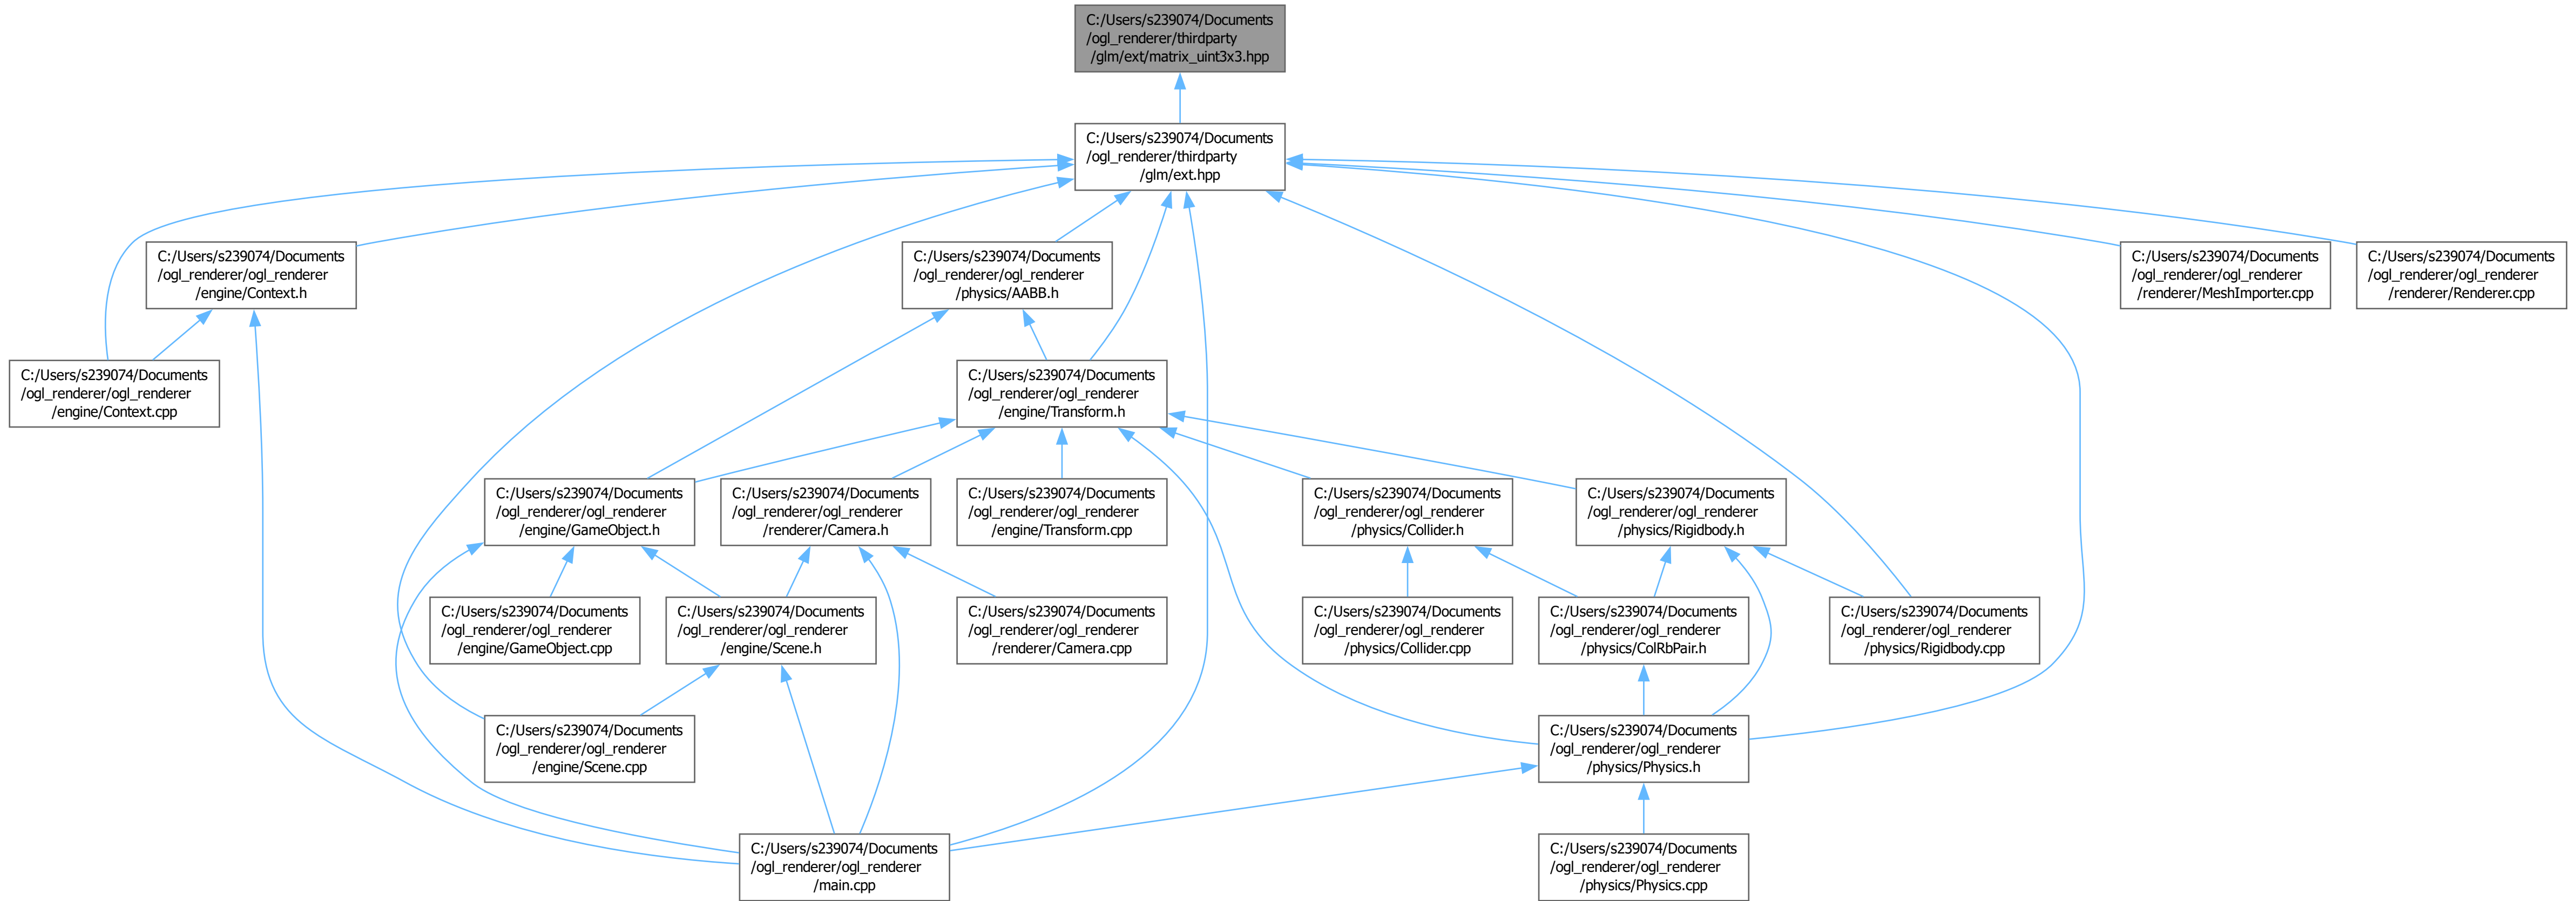 C:/Users/s239074/Documents
/ogl_renderer/thirdparty
/glm/ext/matrix_uint3x3.hpp
C:/Users/s239074/Documents
/ogl_renderer/thirdparty
/glm/ext.hpp
C:/Users/s239074/Documents
/ogl_renderer/ogl_renderer
/engine/Context.h
C:/Users/s239074/Documents
/ogl_renderer/ogl_renderer
/physics/AABB.h
C:/Users/s239074/Documents
/ogl_renderer/ogl_renderer
/renderer/MeshImporter.cpp
C:/Users/s239074/Documents
/ogl_renderer/ogl_renderer
/renderer/Renderer.cpp
C:/Users/s239074/Documents
/ogl_renderer/ogl_renderer
/engine/Context.cpp
C:/Users/s239074/Documents
/ogl_renderer/ogl_renderer
/engine/Transform.h
C:/Users/s239074/Documents
/ogl_renderer/ogl_renderer
/engine/GameObject.h
C:/Users/s239074/Documents
/ogl_renderer/ogl_renderer
/renderer/Camera.h
C:/Users/s239074/Documents
/ogl_renderer/ogl_renderer
/engine/Transform.cpp
C:/Users/s239074/Documents
/ogl_renderer/ogl_renderer
/physics/Collider.h
C:/Users/s239074/Documents
/ogl_renderer/ogl_renderer
/physics/Rigidbody.h
C:/Users/s239074/Documents
/ogl_renderer/ogl_renderer
/engine/GameObject.cpp
C:/Users/s239074/Documents
/ogl_renderer/ogl_renderer
/engine/Scene.h
C:/Users/s239074/Documents
/ogl_renderer/ogl_renderer
/renderer/Camera.cpp
C:/Users/s239074/Documents
/ogl_renderer/ogl_renderer
/physics/Collider.cpp
C:/Users/s239074/Documents
/ogl_renderer/ogl_renderer
/physics/ColRbPair.h
C:/Users/s239074/Documents
/ogl_renderer/ogl_renderer
/physics/Rigidbody.cpp
C:/Users/s239074/Documents
/ogl_renderer/ogl_renderer
/engine/Scene.cpp
C:/Users/s239074/Documents
/ogl_renderer/ogl_renderer
/physics/Physics.h
C:/Users/s239074/Documents
/ogl_renderer/ogl_renderer
/main.cpp
C:/Users/s239074/Documents
/ogl_renderer/ogl_renderer
/physics/Physics.cpp